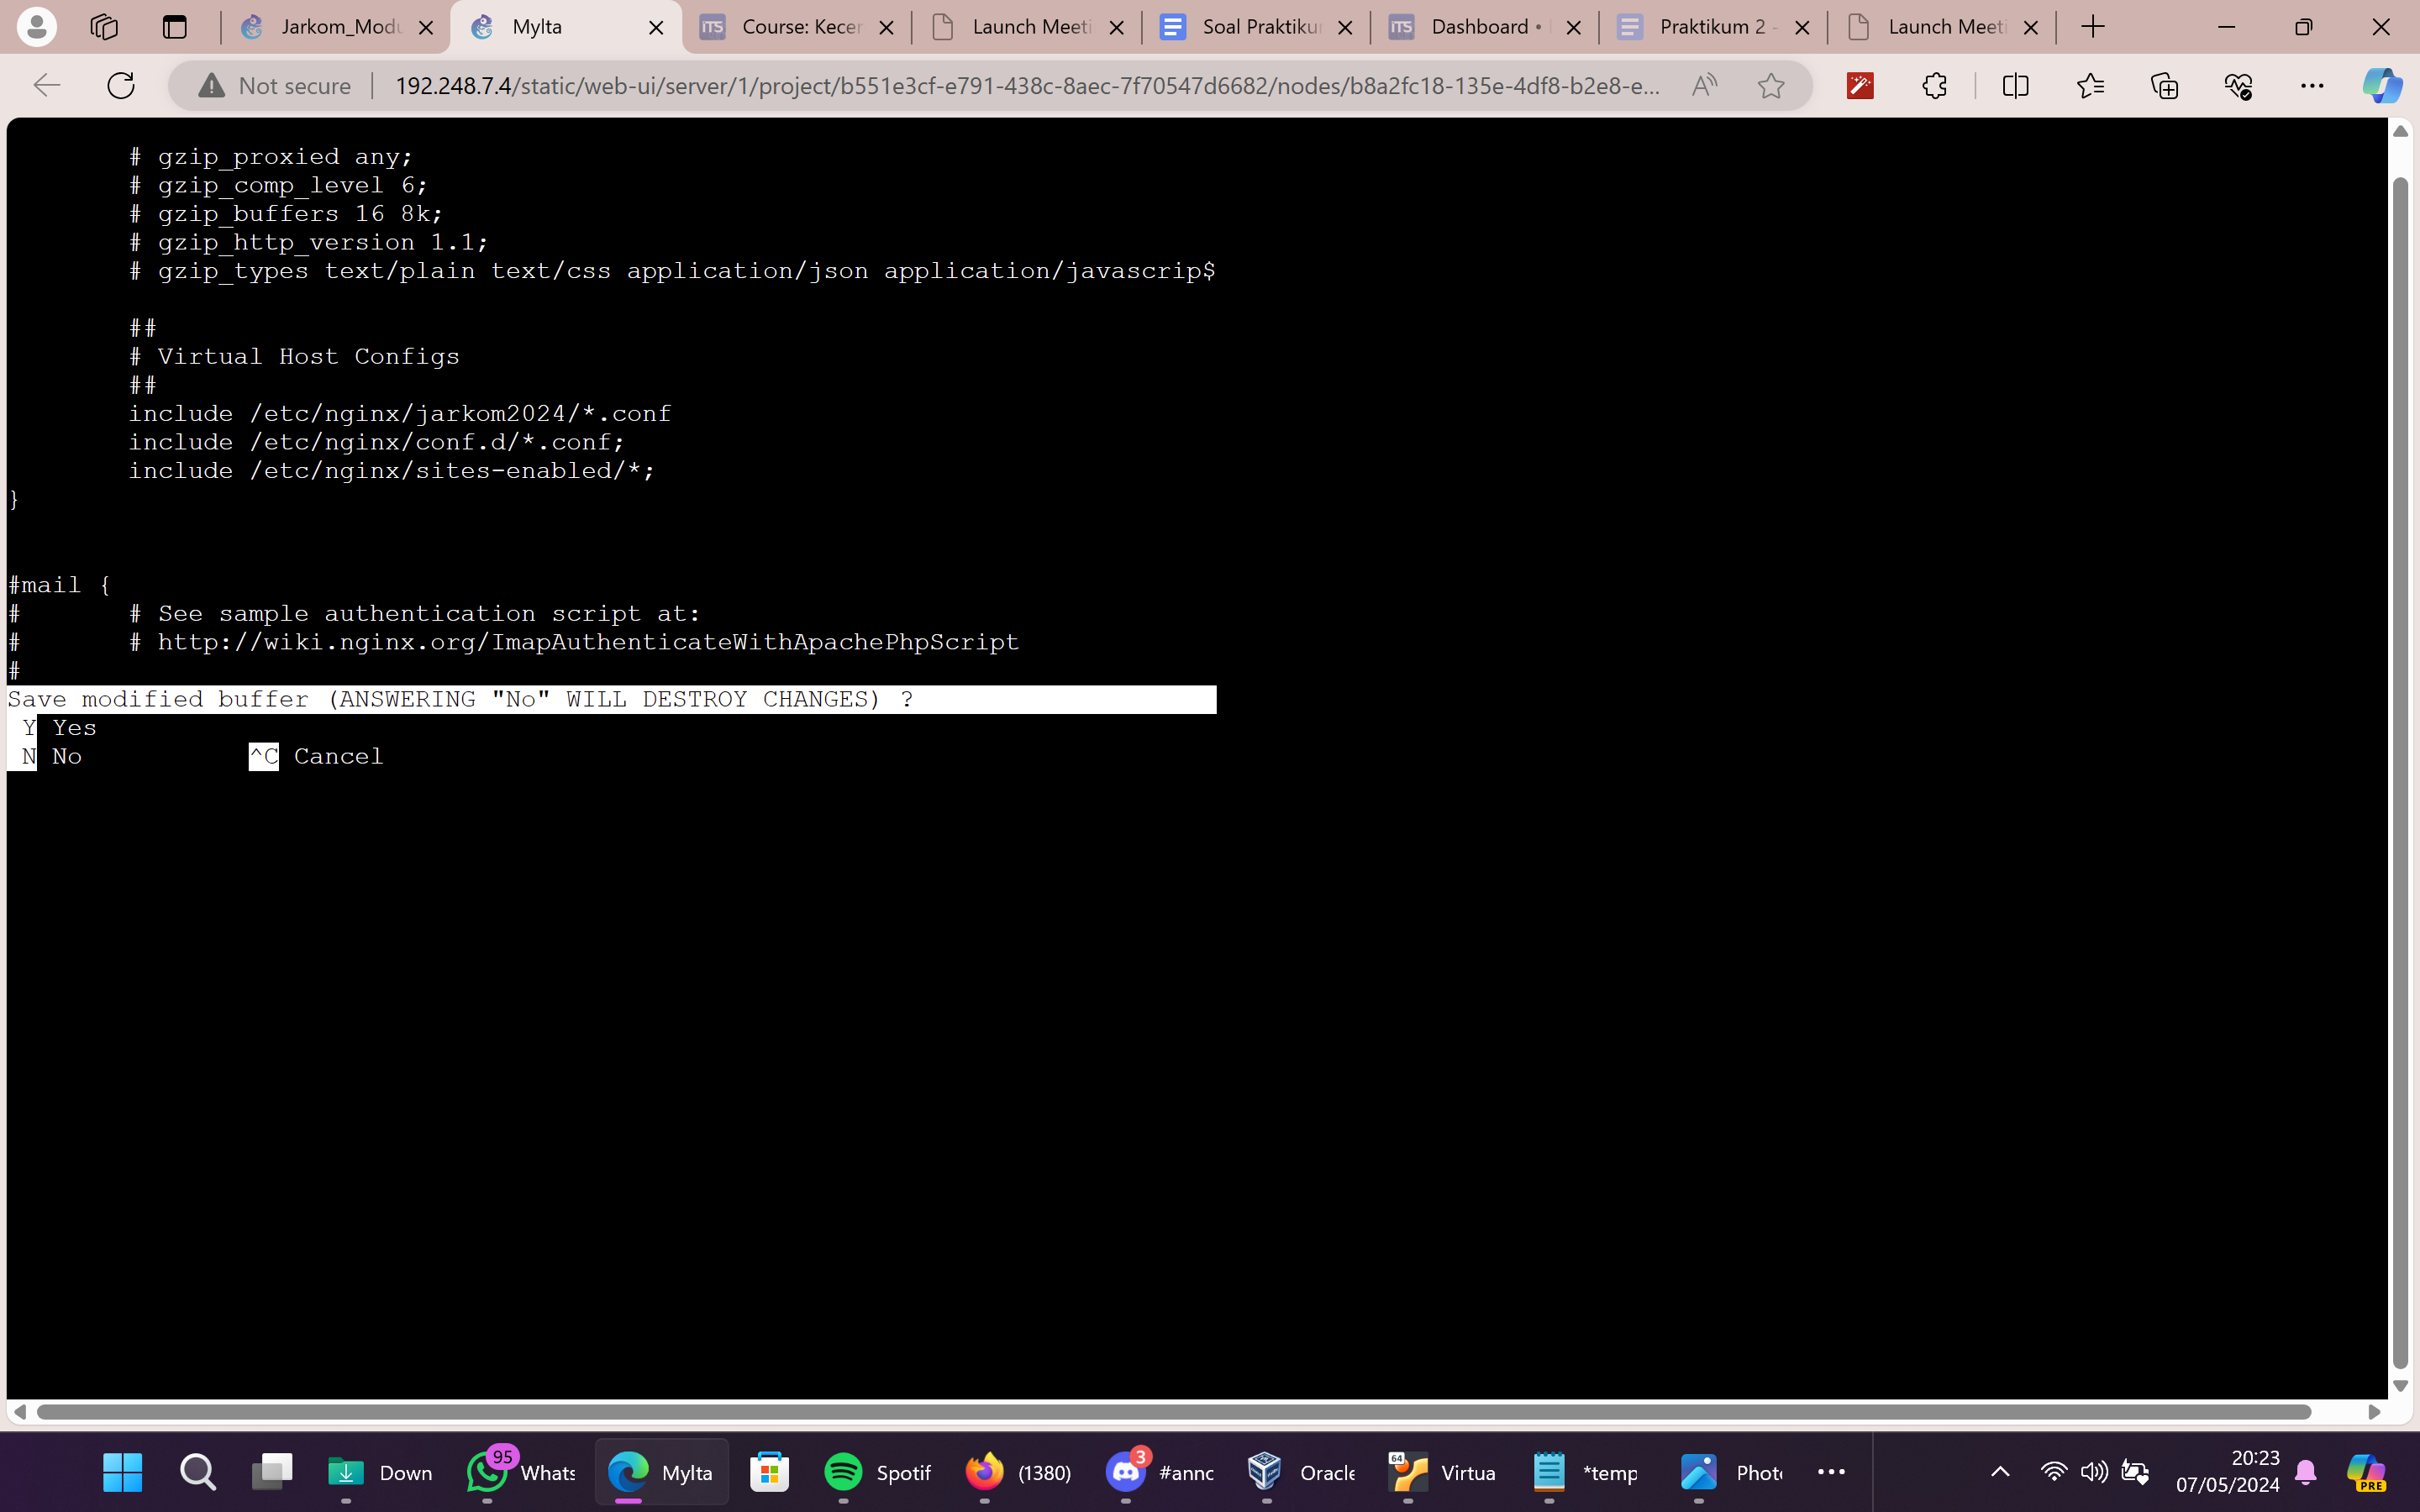 Jarkom_Modu
Mylta
Course: Kecer
Launch Meeti
Soal Praktiku
Dashboard •
Praktikum 2 -
Launch Meeti
Not secure
192.248.7.4/static/web-ui/server/1/project/b551e3cf-e791-438c-8aec-7f70547d6682/nodes/b8a2fc18-135e-4df8-b2e8-e...
# gzip_proxied any;
# gzip_comp_level 6;
# gzip_buffers 16 8k;
# gzip_http_version 1.1;
# gzip_types text/plain text/css application/json application/javascrip$
##
# Virtual Host Configs
##
include /etc/nginx/jarkom2024/*.conf
include /etc/nginx/conf.d/*.conf;
include /etc/nginx/sites-enabled/*;
}
#mail {
#       # See sample authentication script at:
#       # http://wiki.nginx.org/ImapAuthenticateWithApachePhpScript
#
Save modified buffer (ANSWERING "No" WILL DESTROY CHANGES) ?
Y Yes
N No ^C Cancel
Down
95
Whats
Mylta
Spotif
(1380)
3
#annc
Oracle
64
Virtua
*temp
Photo
20:23
07/05/2024
PRE